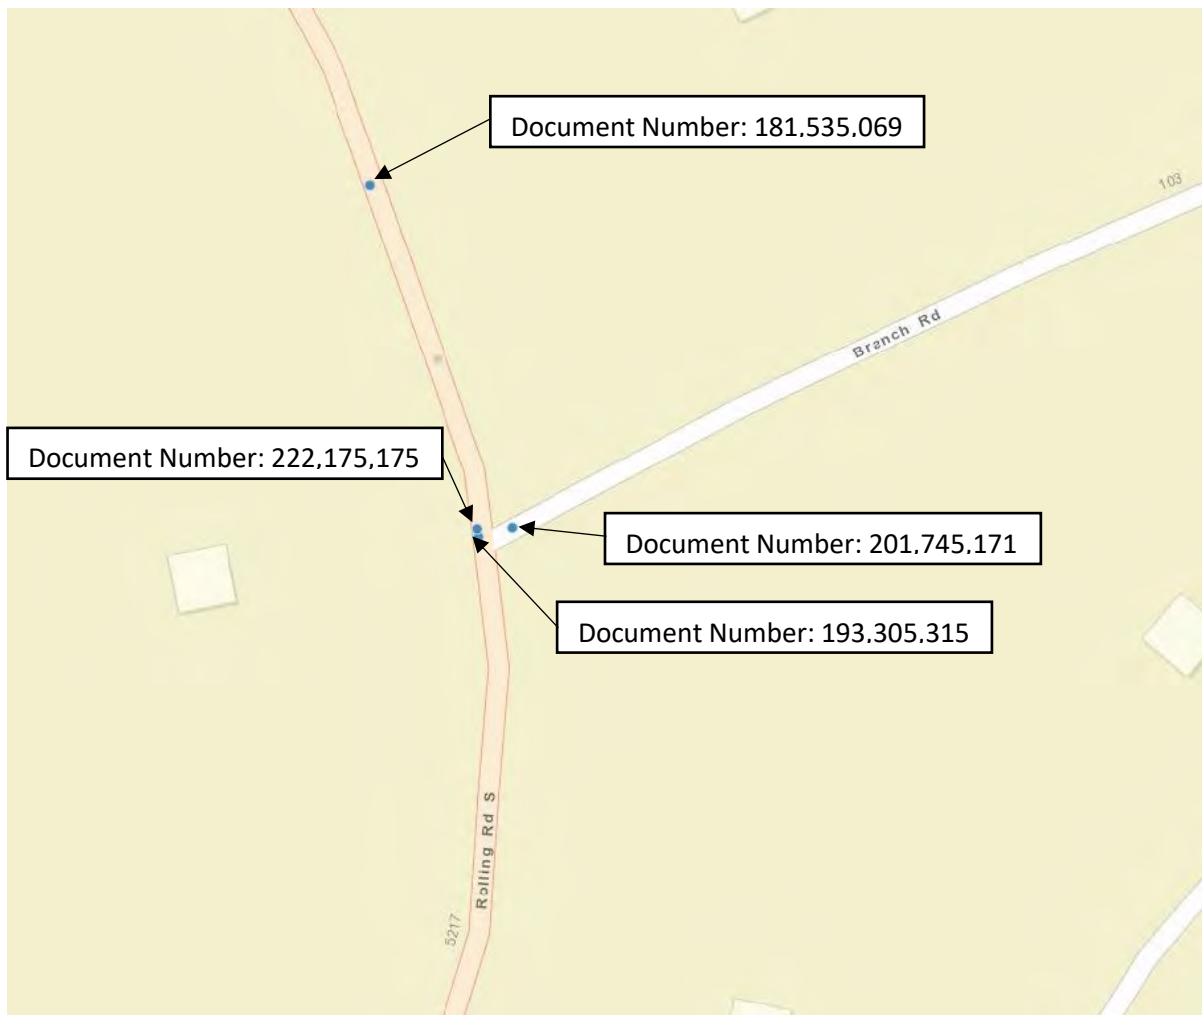 Document Number: 181,535,069
103
Branch Rd
Document Number: 222,175,175
Document Number: 201,745,171
Document Number: 193,305,315
Rolling Rd S
5217